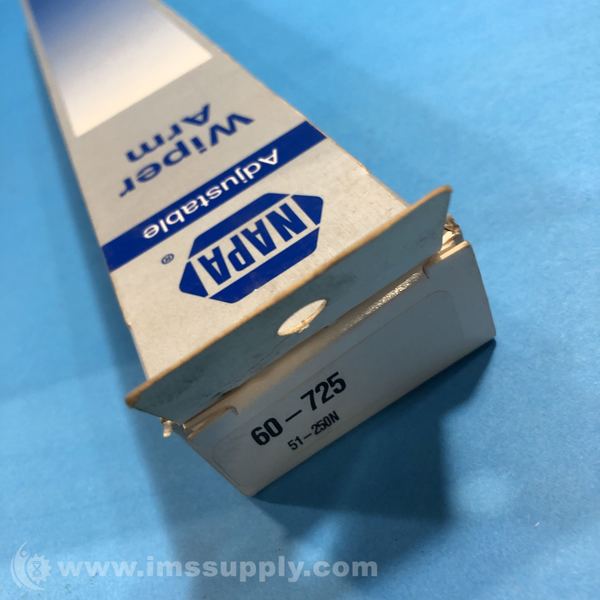 Wiper
Arm
Adjustable
NAPA®
60-725
51-250N
www.imssupply.com